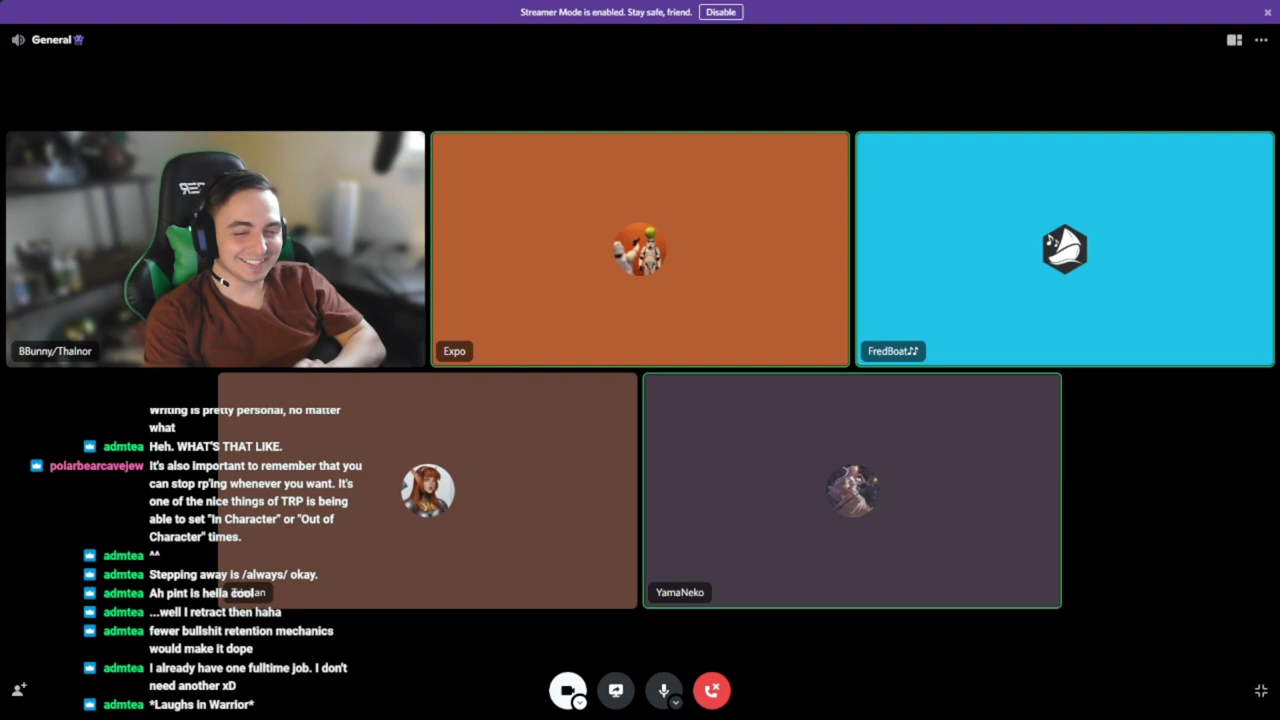 Streamer Mode is enabled. Stay safe, friend. Disable
General
BBunny/Thalnor
Expo
FredBoat♪♪
Writing is pretty personal, no matter
what
admtea Heh. WHAT'S THAT LIKE.
polarbearcavejew It's also important to remember that you
can stop rp'ing whenever you want. It's
one of the nice things of TRP is being
able to set "In Character" or "Out of
Character" times.
admtea ^^
admtea Stepping away is /always/ okay.
admtea Ah pint is hella cool
YamaNeko
admtea ...well I retract then haha
admtea fewer bullshit retention mechanics
would make it dope
admtea I already have one fulltime job. I don't
need another xD
admtea *Laughs in Warrior*